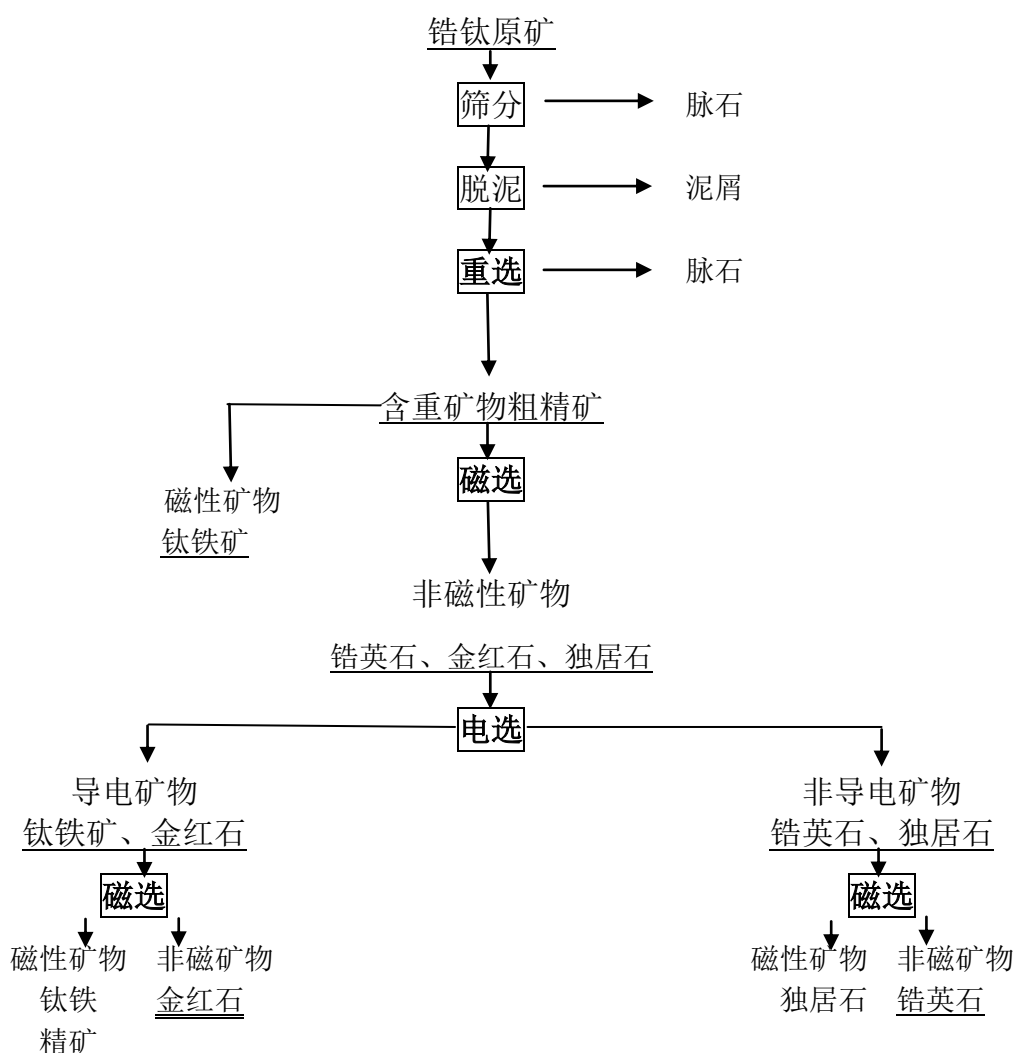 锆钛原矿
筛分 脉石
脱泥 泥屑
重选 脉石
含重矿物粗精矿
磁选
磁性矿物
钛铁矿
非磁性矿物
锆英石、金红石、独居石
电选
导电矿物 非导电矿物
钛铁矿、金红石 锆英石、独居石
磁选 磁选
磁性矿物 非磁矿物 磁性矿物 非磁矿物
钛铁 金红石 独居石 锆英石
精矿